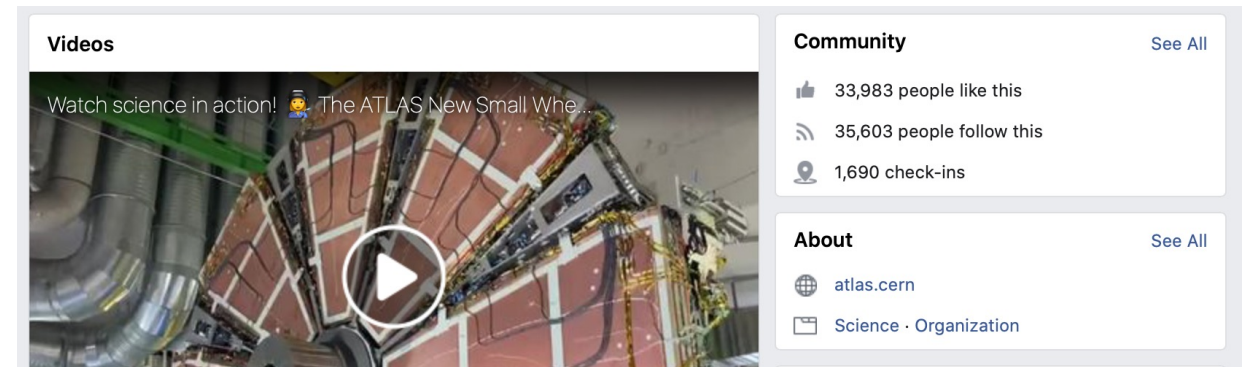 Videos
Watch science in action! 👩‍🏭 The ATLAS New Small Whe...
Community
See All
33,983 people like this
35,603 people follow this
1,690 check-ins
About
See All
atlas.cern
Science · Organization